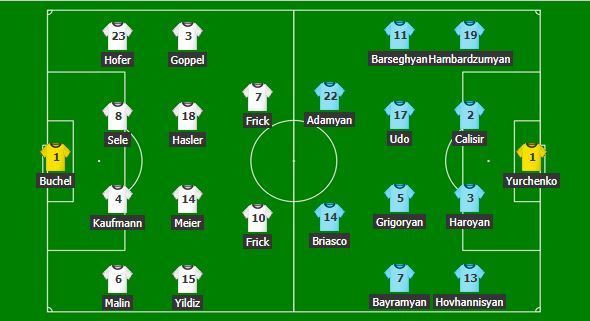 23
Hofer
3
Goppel
11
Barseghyan
19
Hambardzumyan
7
Frick
22
Adamyan
8
Sele
18
Hasler
17
Udo
2
Calisir
1
Buchel
1
Yurchenko
4
Kaufmann
14
Meier
10
Frick
14
Briasco
5
Grigoryan
3
Haroyan
6
Malin
15
Yildiz
7
Bayramyan
13
Hovhannisyan